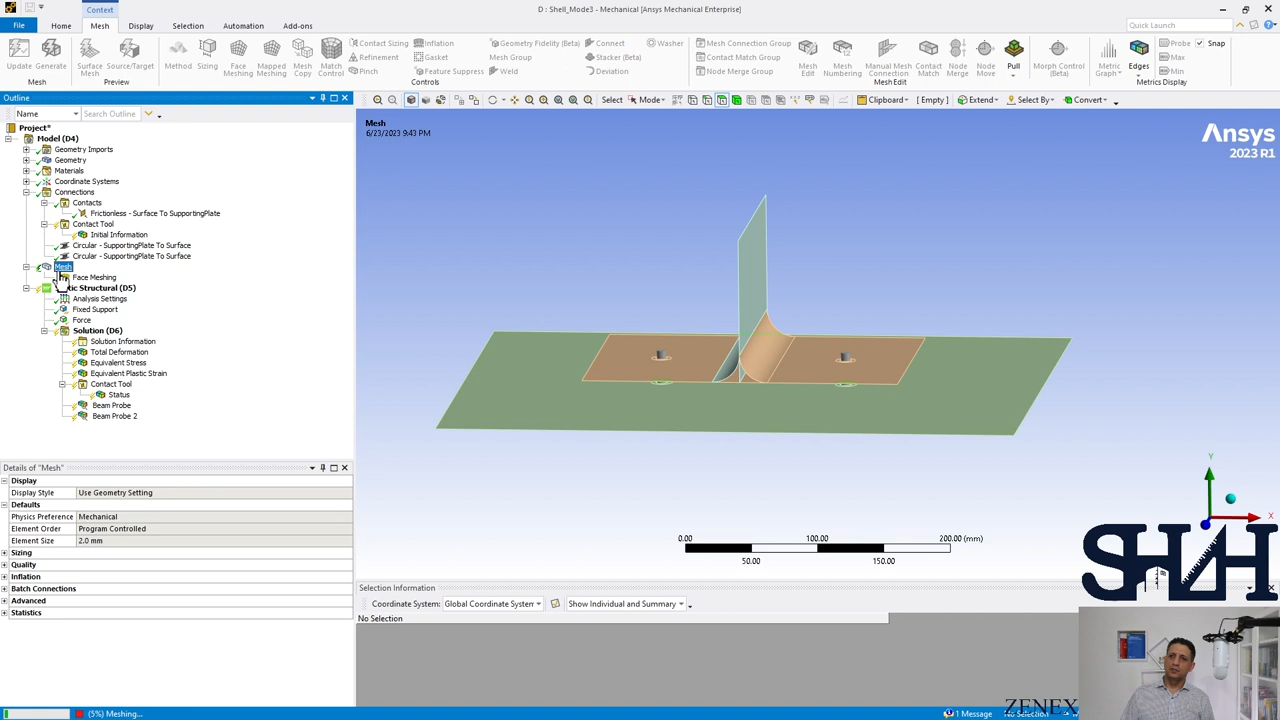 Context
D : Shell_Mode3 - Mechanical [Ansys Mechanical Enterprise]
File Home Mesh Display Selection Automation Add-ons
Quick Launch
Update Generate
Mesh
Surface Mesh
Source/Target
Preview
Method Sizing Face Meshing Mapped Meshing Mesh Copy Match Control
Contact Sizing
Refinement
Pinch
Inflation
Gasket
Feature Suppress
Geometry Fidelity (Beta)
Mesh Group
Weld
Connect
Stacker (Beta)
Deviation
Washer
Controls
Mesh Connection Group
Contact Match Group
Node Merge Group
Mesh Edit
Mesh Numbering
Manual Mesh Connection
Contact Match
Node Merge
Node Move
Pull
Mesh Edit
Morph Control (Beta)
Metric Graph
Edges
Probe Snap
Max
Min
Metrics Display
Outline
Name
Search Outline
Select Mode Clipboard [ Empty ] Extend Select By Convert
Project*
Model (D4)
Geometry Imports
Geometry
Materials
Coordinate Systems
Connections
Contacts
Frictionless - Surface To SupportingPlate
Contact Tool
Initial Information
Circular - SupportingPlate To Surface
Circular - SupportingPlate To Surface
Mesh
Face Meshing
tic Structural (D5)
Analysis Settings
Fixed Support
Force
Solution (D6)
Solution Information
Total Deformation
Equivalent Stress
Equivalent Plastic Strain
Contact Tool
Status
Beam Probe
Beam Probe 2
Mesh
6/23/2023 9:43 PM
Ansys
2023 R1
Y
X
0.00 100.00 200.00 (mm)
50.00 150.00
Details of "Mesh"
Display
Display Style Use Geometry Setting
Defaults
Physics Preference Mechanical
Element Order Program Controlled
Element Size 2.0 mm
Sizing
Quality
Inflation
Batch Connections
Advanced
Statistics
Selection Information
Coordinate System: Global Coordinate System Show Individual and Summary
No Selection
ZENEX
(5%) Meshing...
1 Message No Selection